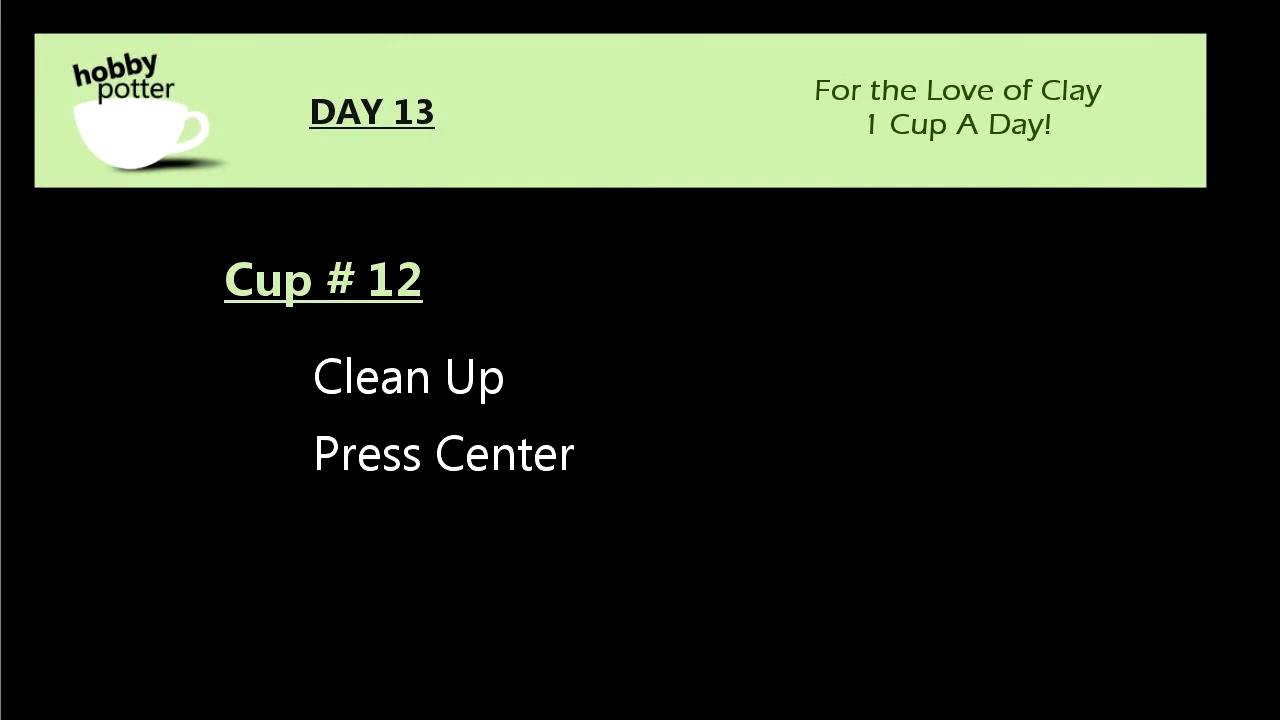 hobby
potter
DAY 13
For the Love of Clay
1 Cup A Day!
Cup # 12
Clean Up
Press Center